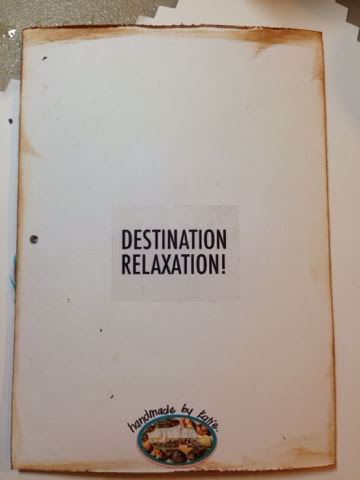 DESTINATION
RELAXATION!
handmade by Katie.